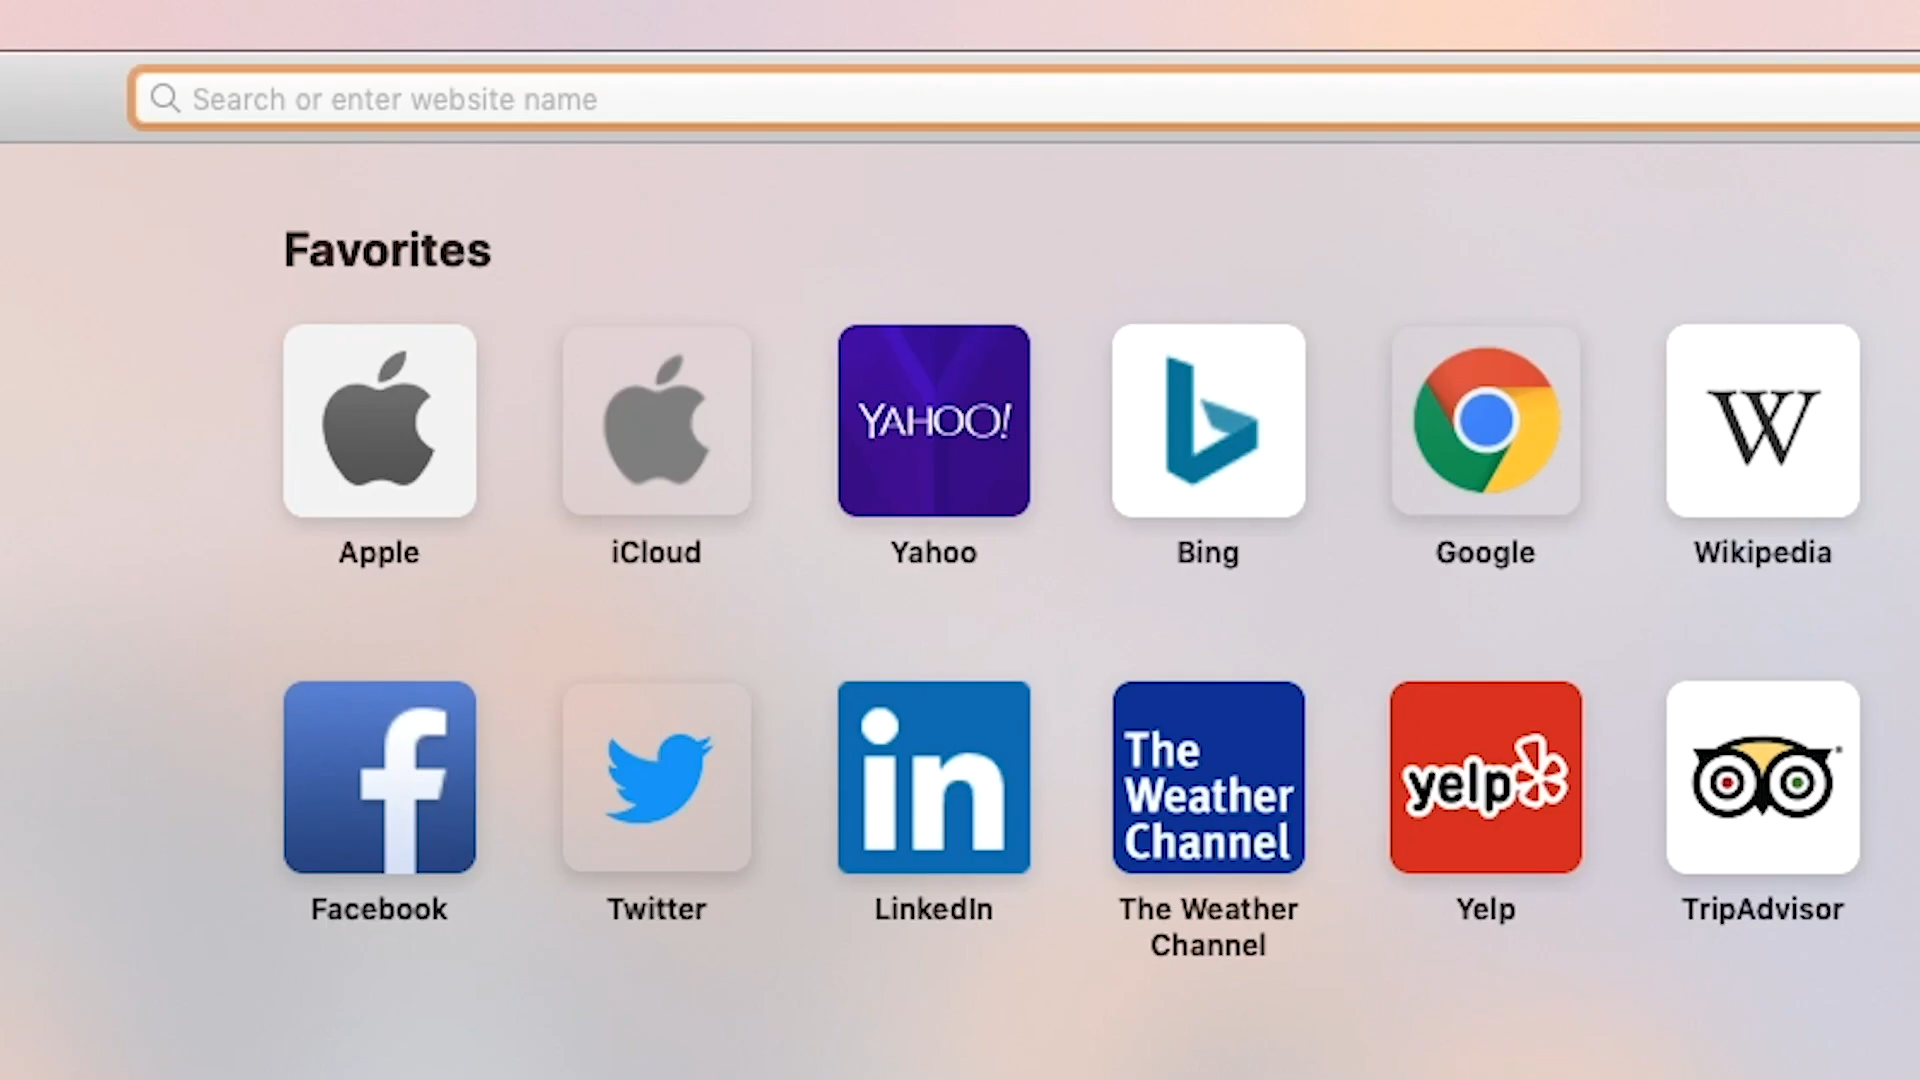 Search or enter website name
Favorites
YAHOO!
W
Apple
iCloud
Yahoo
Bing
Google
Wikipedia
f
in
The
Weather
Channel
yelp
Facebook
Twitter
LinkedIn
The Weather
Channel
Yelp
TripAdvisor